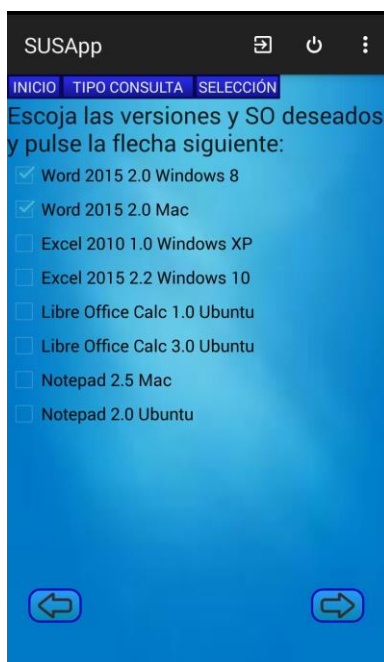 SUSApp
INICIO TIPO CONSULTA SELECCIÓN
Escoja las versiones y SO deseados
y pulse la flecha siguiente:
Word 2015 2.0 Windows 8
Word 2015 2.0 Mac
Excel 2010 1.0 Windows XP
Excel 2015 2.2 Windows 10
Libre Office Calc 1.0 Ubuntu
Libre Office Calc 3.0 Ubuntu
Notepad 2.5 Mac
Notepad 2.0 Ubuntu